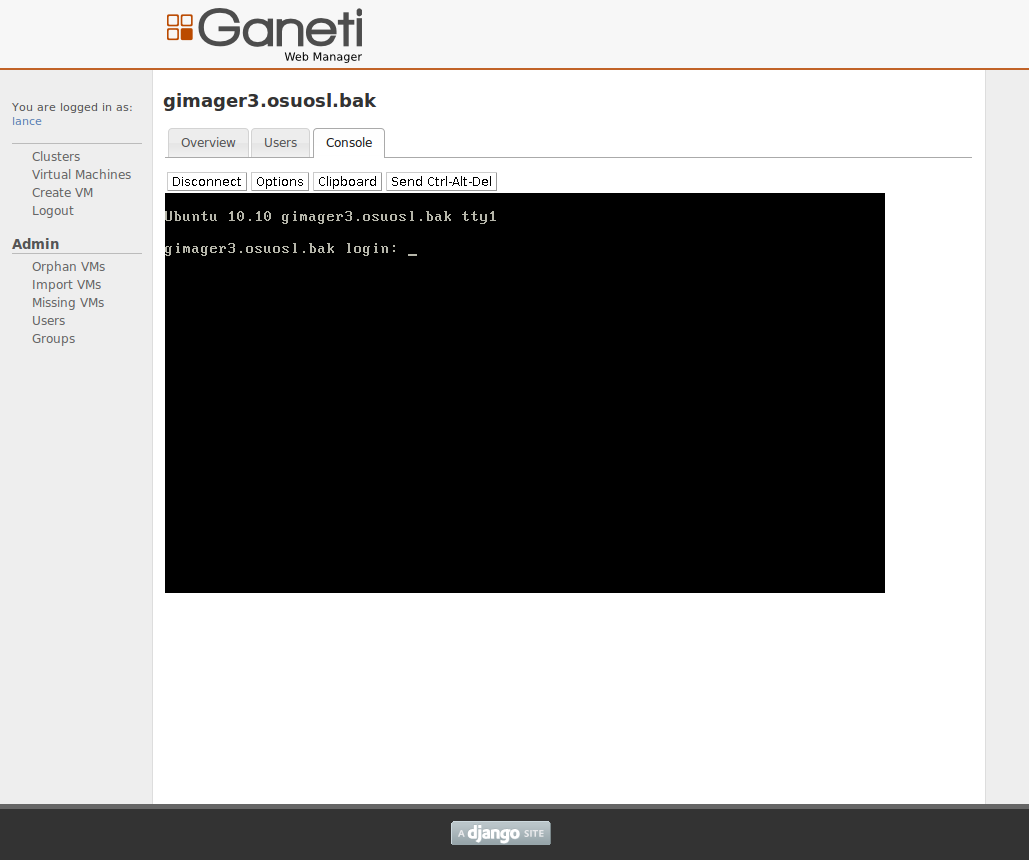 Ganeti
Web Manager
You are logged in as:
lance
Clusters
Virtual Machines
Create VM
Logout
Admin
Orphan VMs
Import VMs
Missing VMs
Users
Groups
gimager3.osuosl.bak
Overview Users Console
Disconnect Options Clipboard Send Ctrl-Alt-Del
Ubuntu 10.10 gimager3.osuosl.bak tty1
gimager3.osuosl.bak login: _
A django SITE